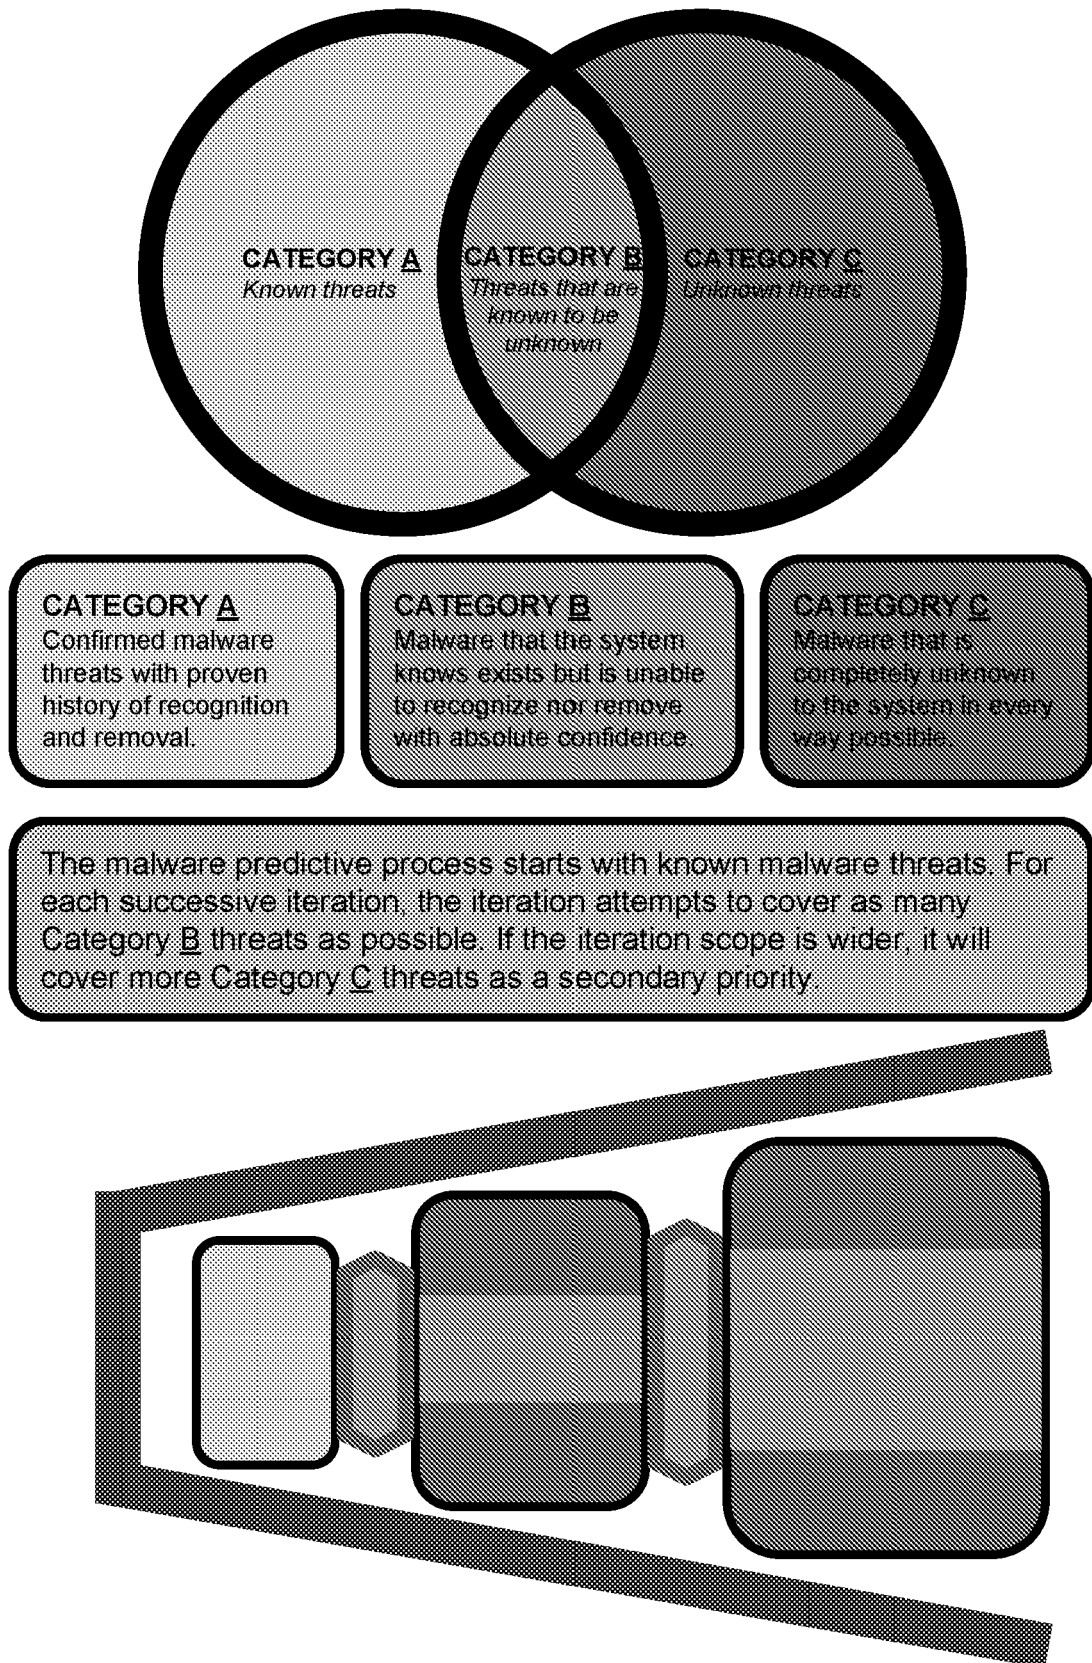 CATEGORY A
Known threats
CATEGORY B
Threats that are
known to be
unknown
CATEGORY C
Unknown threats
CATEGORY A
Confirmed malware
threats with proven
history of recognition
and removal.
CATEGORY B
Malware that the system
knows exists but is unable
to recognize nor remove
with absolute confidence.
CATEGORY C
Malware that is
completely unknown
to the system in every
way possible.
The malware predictive process starts with known malware threats. For
each successive iteration, the iteration attempts to cover as many
Category B threats as possible. If the iteration scope is wider, it will
cover more Category C threats as a secondary priority.